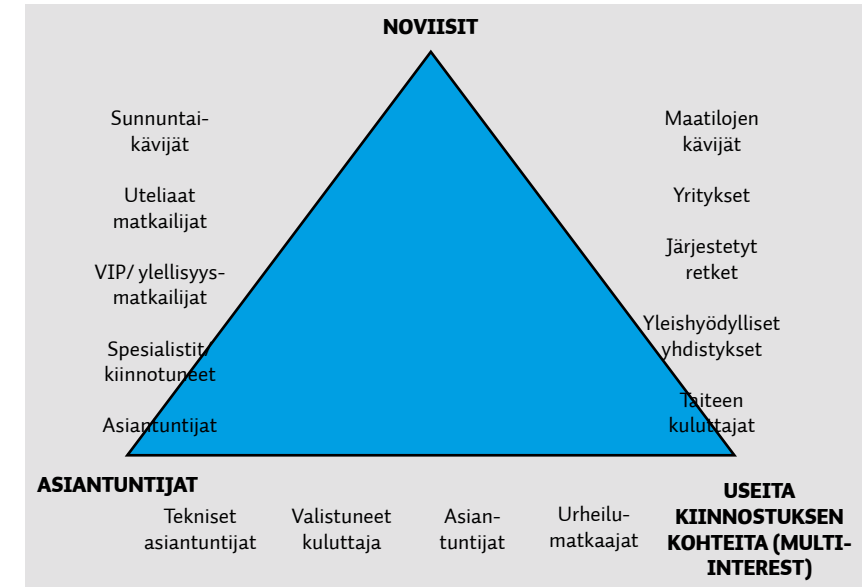 NOVIISIT
Sunnuntai-
kävijät
Uteliaat
matkailijat
VIP/ ylellisyys-
matkailijat
Spesialistit/
kiinnotuneet
Asiantuntijat
Maatilojen
kävijät
Yritykset
Järjestetyt
retket
Yleishyödylliset
yhdistykset
Taiteen
kuluttajat
ASIANTUNTIJAT
Tekniset
asiantuntijat
Valistuneet
kuluttaja
Asian-
tuntijat
Urheilu-
matkaajat
USEITA
KIINNOSTUKSEN
KOHTEITA (MULTI-
INTEREST)